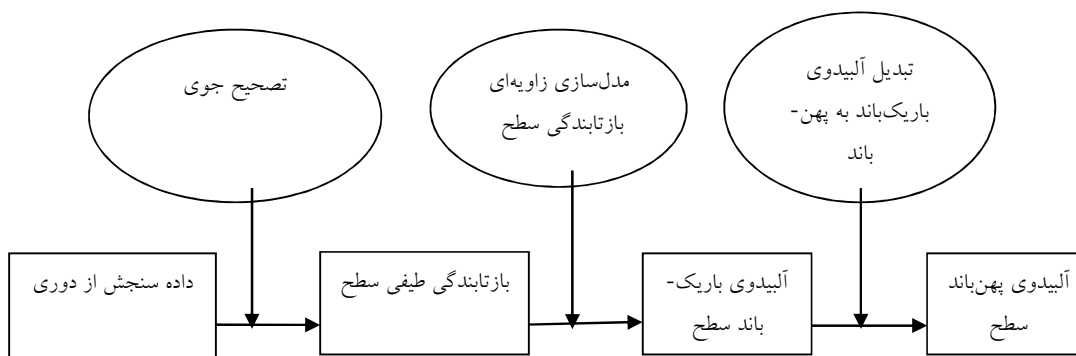 تصحیح جوی
مدل‌سازی زاویه‌ای
بازتابندگی سطح
تبدیل آلبیدوی
باریک‌باند به پهن-
باند
داده سنجش از دوری
بازتابندگی طیفی سطح
آلبیدوی باریک-
باند سطح
آلبیدوی پهن‌باند
سطح